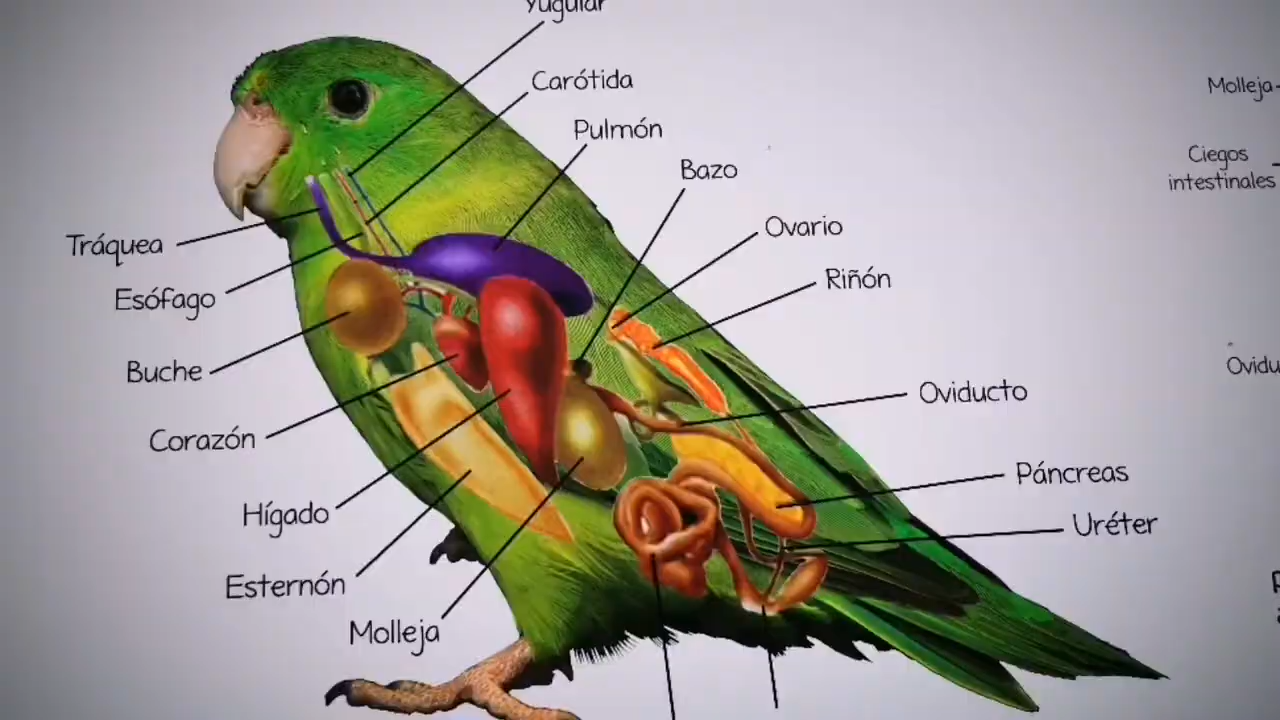 Yugular
Carótida
Pulmón
Bazo
Ovario
Riñón
Oviducto
Páncreas
Uréter
Tráquea
Esófago
Buche
Corazón
Hígado
Esternón
Molleja
Molleja
Ciegos
intestinales
Ovidu